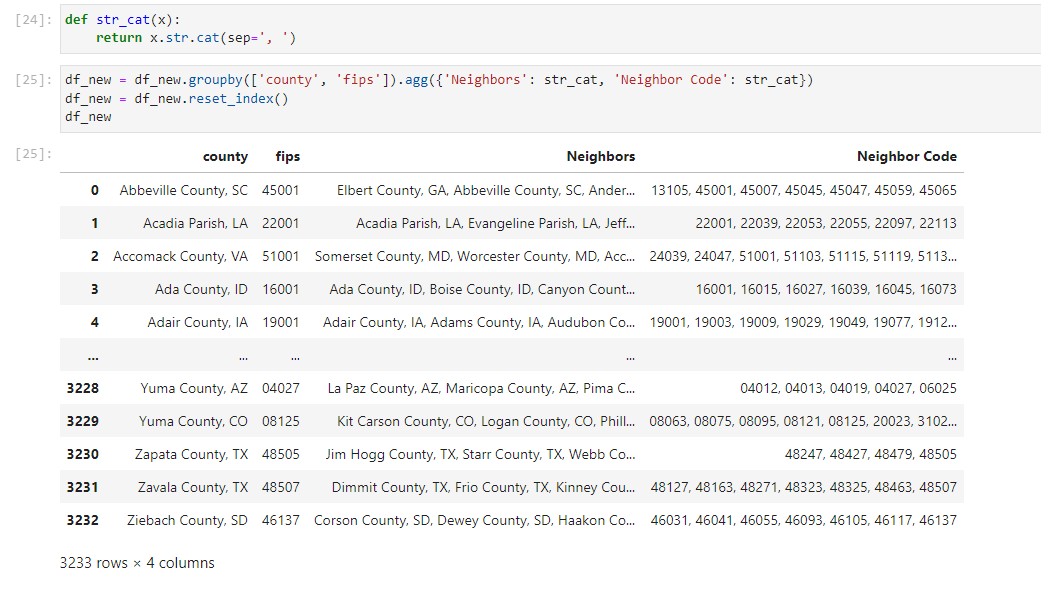 [24]: def str_cat(x):
return x.str.cat(sep=', ')
[25]: df_new = df_new.groupby(['county', 'fips']).agg({'Neighbors': str_cat, 'Neighbor Code': str_cat})
df_new = df_new.reset_index()
df_new
[25]: county fips Neighbors Neighbor Code
0 Abbeville County, SC 45001 Elbert County, GA, Abbeville County, SC, Ander... 13105, 45001, 45007, 45045, 45047, 45059, 45065
1 Acadia Parish, LA 22001 Acadia Parish, LA, Evangeline Parish, LA, Jeff... 22001, 22039, 22053, 22055, 22097, 22113
2 Accomack County, VA 51001 Somerset County, MD, Worcester County, MD, Acc... 24039, 24047, 51001, 51103, 51115, 51119, 5113...
3 Ada County, ID 16001 Ada County, ID, Boise County, ID, Canyon Count... 16001, 16015, 16027, 16039, 16045, 16073
4 Adair County, IA 19001 Adair County, IA, Adams County, IA, Audubon Co... 19001, 19003, 19009, 19029, 19049, 19077, 1912...
... ... ... ... ...
3228 Yuma County, AZ 04027 La Paz County, AZ, Maricopa County, AZ, Pima C... 04012, 04013, 04019, 04027, 06025
3229 Yuma County, CO 08125 Kit Carson County, CO, Logan County, CO, Phill... 08063, 08075, 08095, 08121, 08125, 20023, 3102...
3230 Zapata County, TX 48505 Jim Hogg County, TX, Starr County, TX, Webb Co... 48247, 48427, 48479, 48505
3231 Zavala County, TX 48507 Dimmit County, TX, Frio County, TX, Kinney Cou... 48127, 48163, 48271, 48323, 48325, 48463, 48507
3232 Ziebach County, SD 46137 Corson County, SD, Dewey County, SD, Haakon Co... 46031, 46041, 46055, 46093, 46105, 46117, 46137
3233 rows × 4 columns